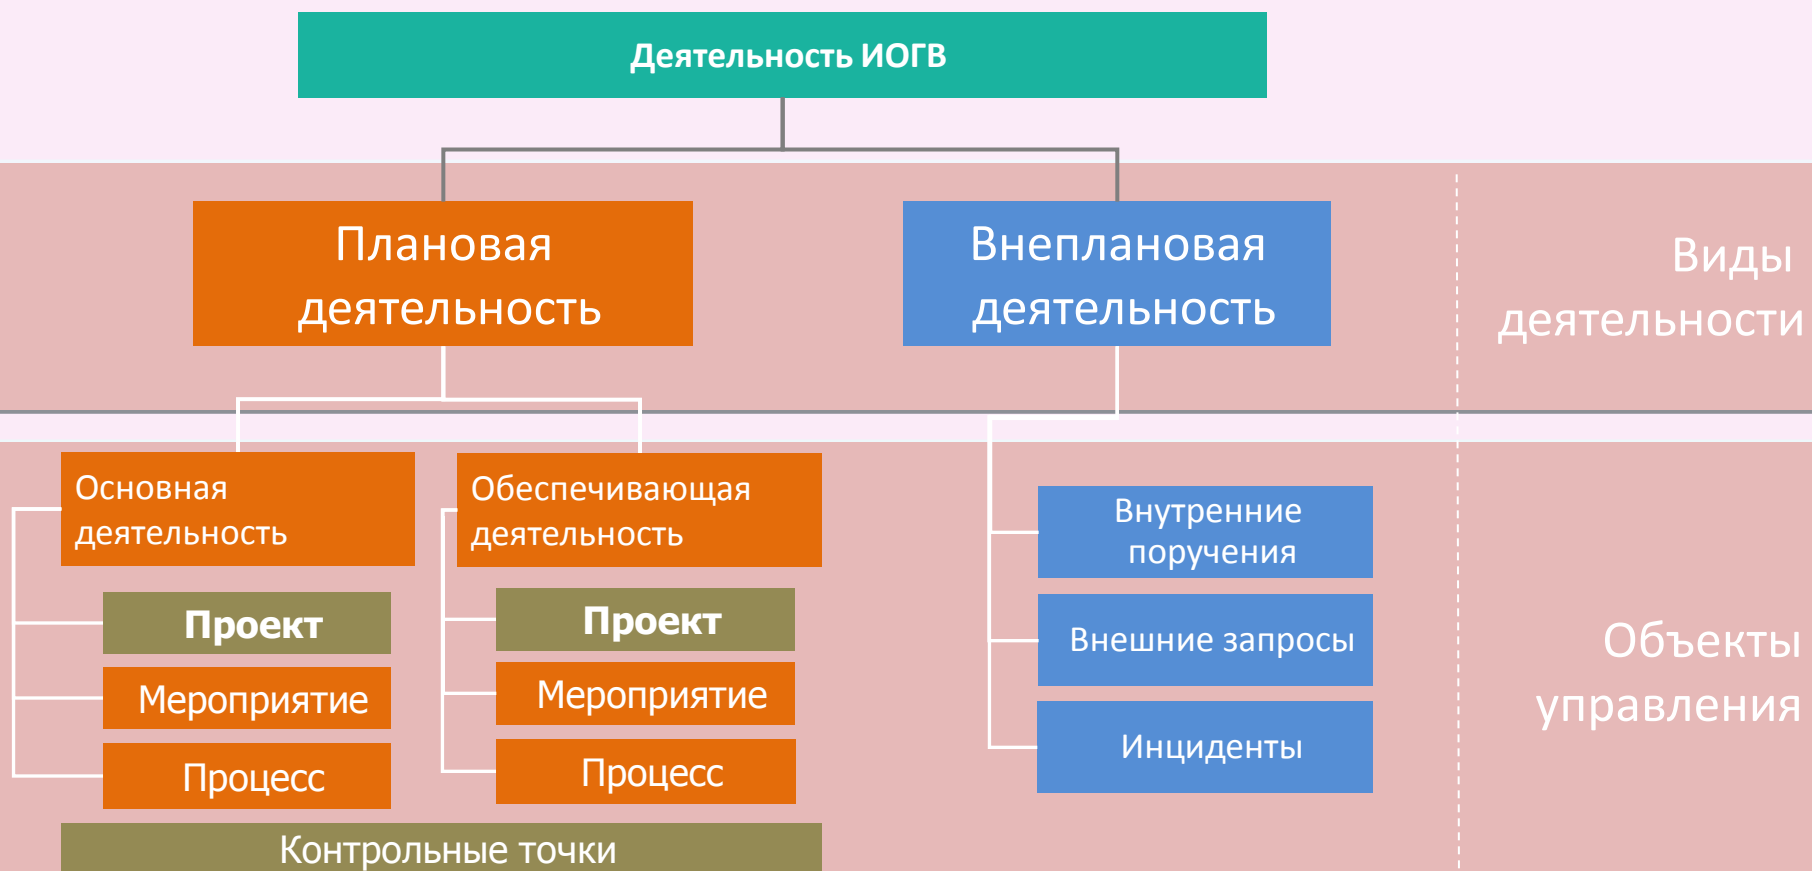 Деятельность ИОГВ
Плановая
деятельность
Внеплановая
деятельность
Виды
деятельности
Основная
деятельность
Проект
Мероприятие
Процесс
Обеспечивающая
деятельность
Проект
Мероприятие
Процесс
Контрольные точки
Внутренние
поручения
Внешние запросы
Инциденты
Объекты
управления